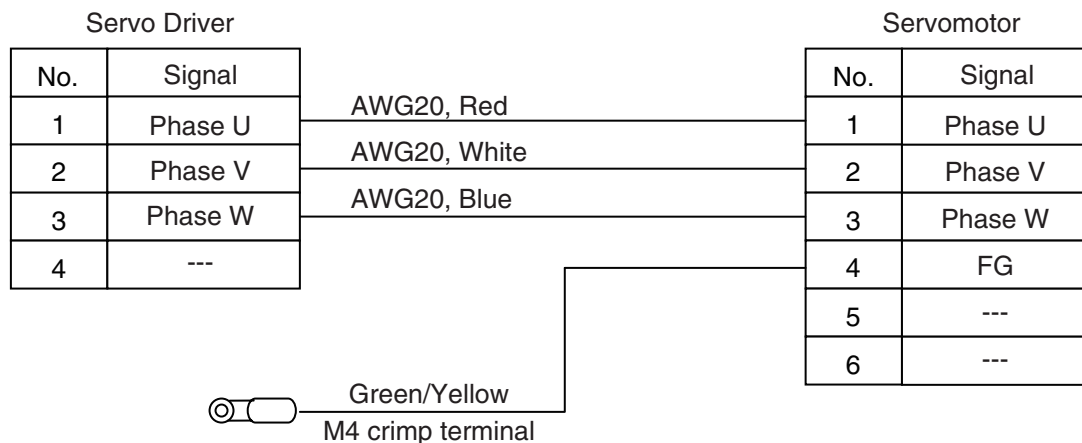 Servo Driver
No. Signal
1 Phase U
2 Phase V
3 Phase W
4 ---
AWG20, Red
AWG20, White
AWG20, Blue
Servomotor
No. Signal
1 Phase U
2 Phase V
3 Phase W
4 FG
5 ---
6 ---
Green/Yellow
M4 crimp terminal